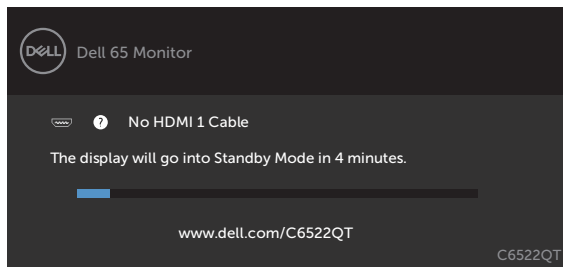 DELL
Dell 65 Monitor
? No HDMI 1 Cable
The display will go into Standby Mode in 4 minutes.
www.dell.com/C6522QT
C6522QT